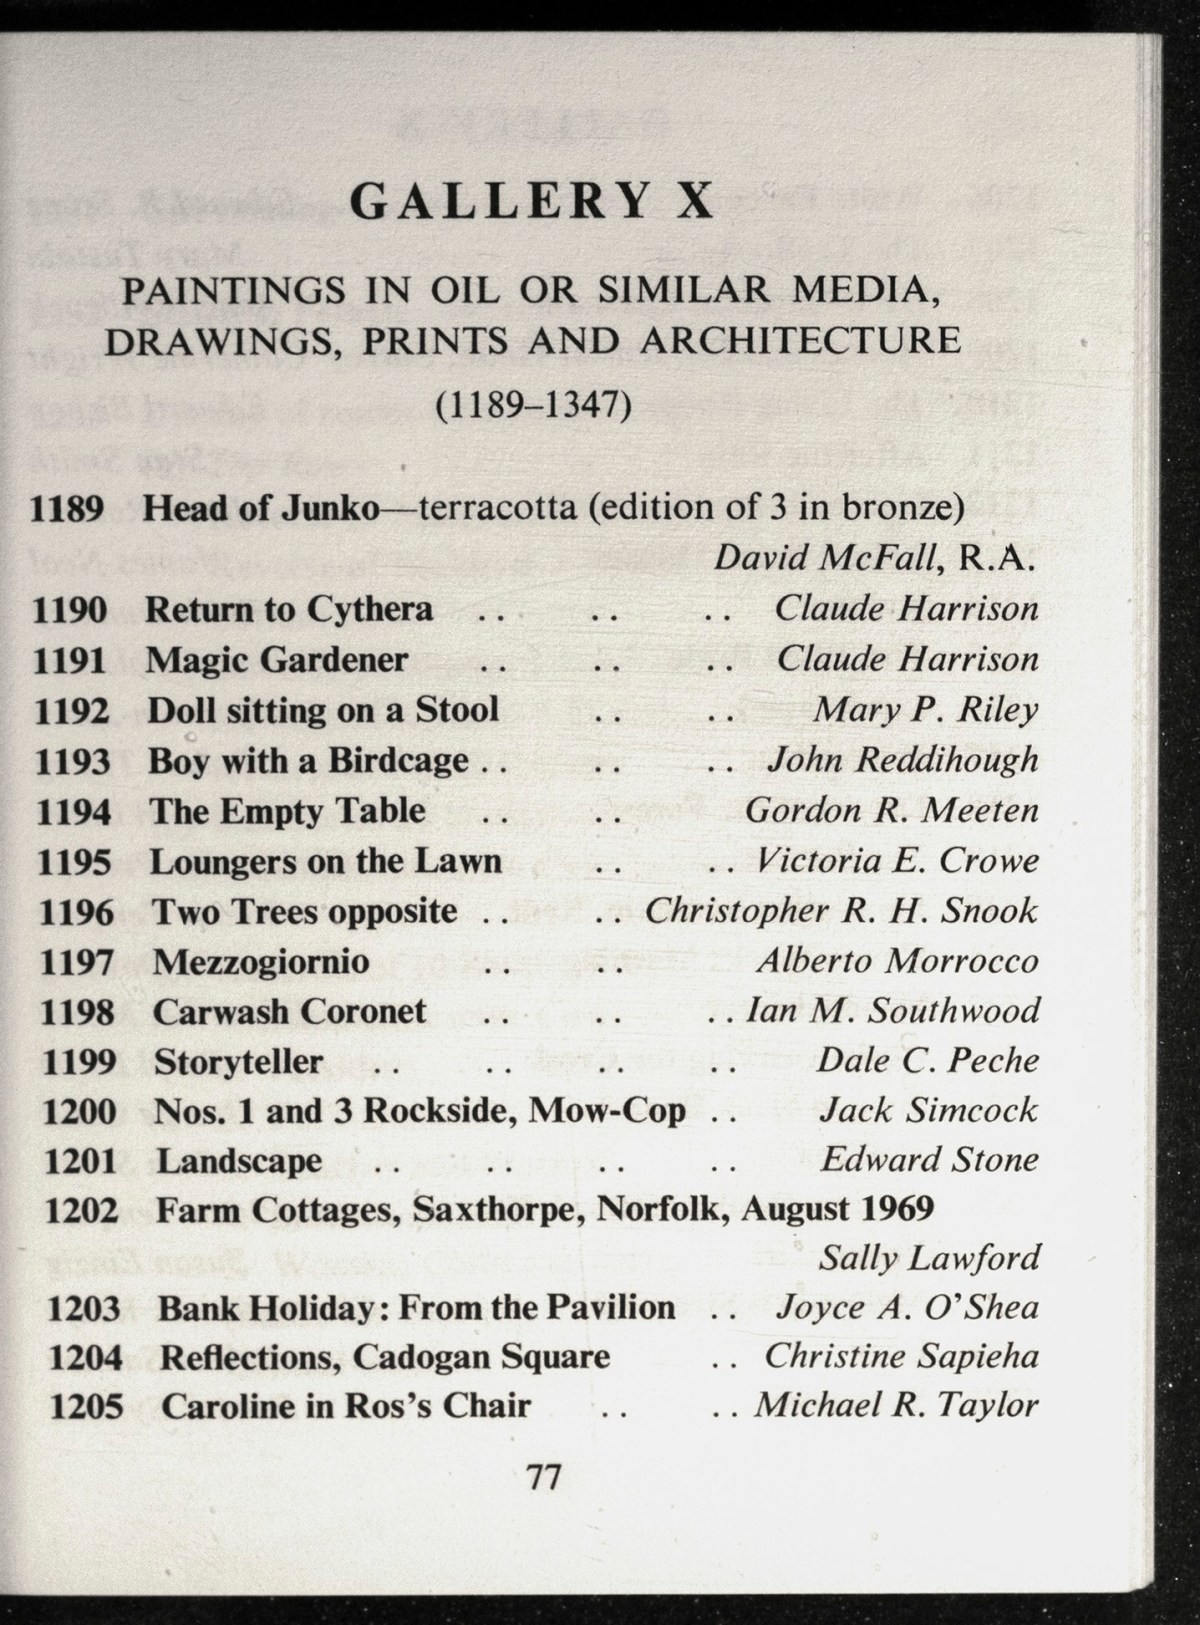 GALLERY X
PAINTINGS IN OIL OR SIMILAR MEDIA,
DRAWINGS, PRINTS AND ARCHITECTURE
(1189–1347)
1189 Head of Junko—terracotta (edition of 3 in bronze)
David McFall, R.A.
1190 Return to Cythera .. .. .. Claude Harrison
1191 Magic Gardener .. .. .. Claude Harrison
1192 Doll sitting on a Stool .. .. Mary P. Riley
1193 Boy with a Birdcage .. .. .. John Reddihough
1194 The Empty Table .. .. Gordon R. Meeten
1195 Loungers on the Lawn .. .. Victoria E. Crowe
1196 Two Trees opposite .. .. Christopher R. H. Snook
1197 Mezzogiornio .. .. Alberto Morrocco
1198 Carwash Coronet .. .. .. Ian M. Southwood
1199 Storyteller .. .. .. .. Dale C. Peche
1200 Nos. 1 and 3 Rockside, Mow-Cop .. Jack Simcock
1201 Landscape .. .. .. .. Edward Stone
1202 Farm Cottages, Saxthorpe, Norfolk, August 1969
Sally Lawford
1203 Bank Holiday: From the Pavilion .. Joyce A. O'Shea
1204 Reflections, Cadogan Square .. Christine Sapieha
1205 Caroline in Ros's Chair .. .. Michael R. Taylor
77